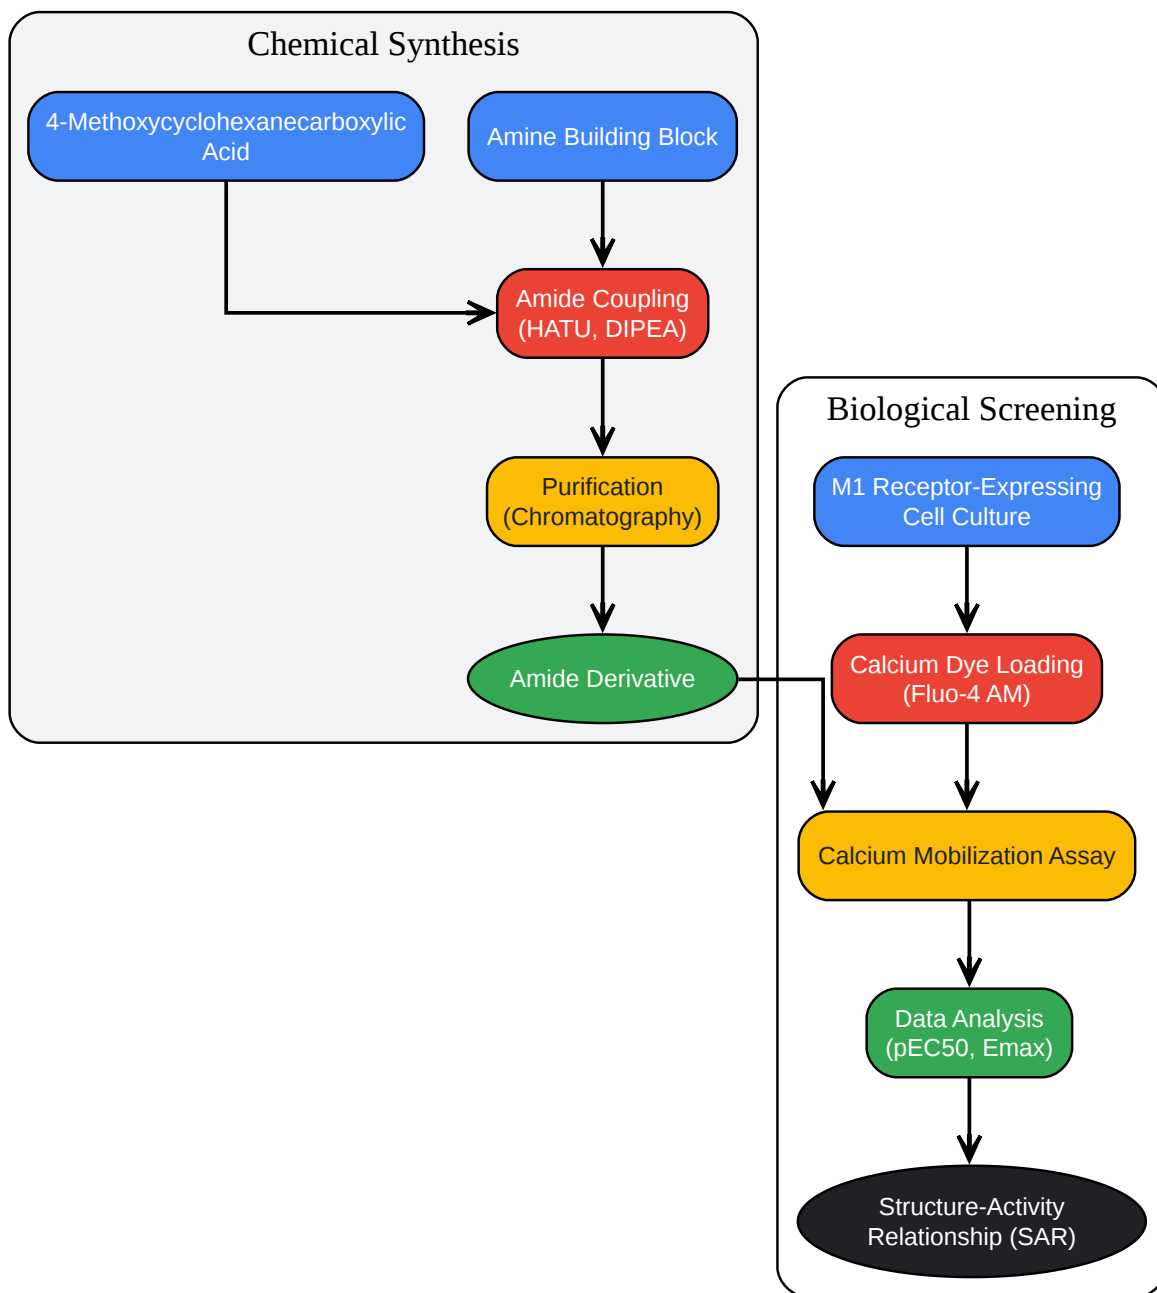 Chemical Synthesis
4-Methoxycyclohexanecarboxylic
Acid
Amine Building Block
Amide Coupling
(HATU, DIPEA)
Purification
(Chromatography)
Amide Derivative
Biological Screening
M1 Receptor-Expressing
Cell Culture
Calcium Dye Loading
(Fluo-4 AM)
Calcium Mobilization Assay
Data Analysis
(pEC50, Emax)
Structure-Activity
Relationship (SAR)